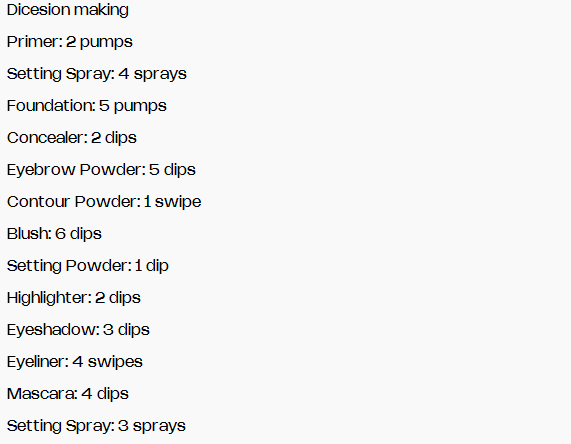 Dicesion making
Primer: 2 pumps
Setting Spray: 4 sprays
Foundation: 5 pumps
Concealer: 2 dips
Eyebrow Powder: 5 dips
Contour Powder: 1 swipe
Blush: 6 dips
Setting Powder: 1 dip
Highlighter: 2 dips
Eyeshadow: 3 dips
Eyeliner: 4 swipes
Mascara: 4 dips
Setting Spray: 3 sprays